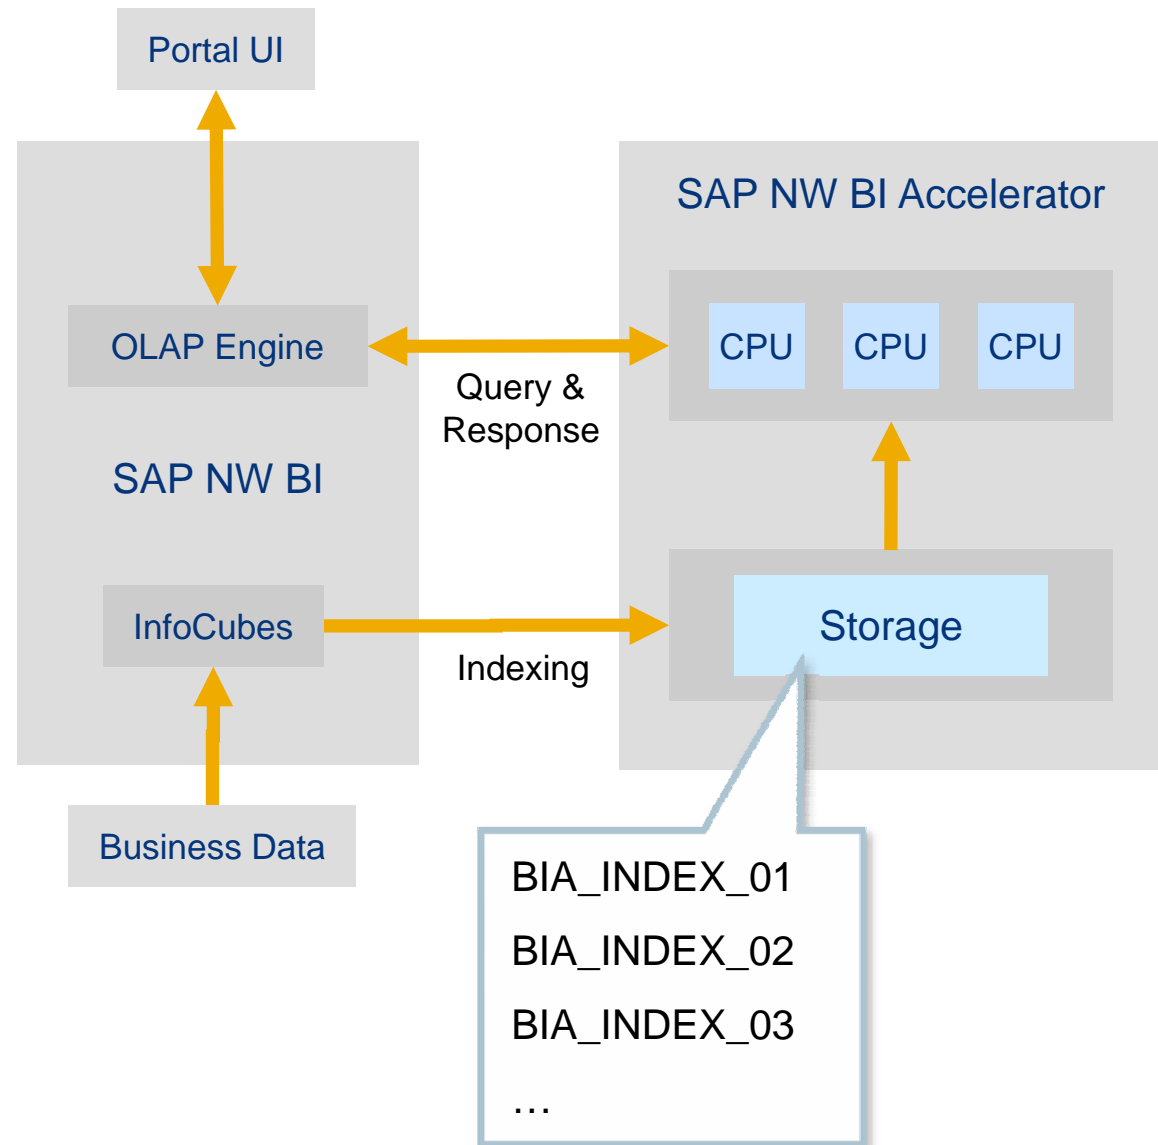 Portal UI
SAP NW BI Accelerator
OLAP Engine
CPU CPU CPU
Query &
Response
SAP NW BI
InfoCubes
Storage
Indexing
Business Data
BIA_INDEX_01
BIA_INDEX_02
BIA_INDEX_03
…